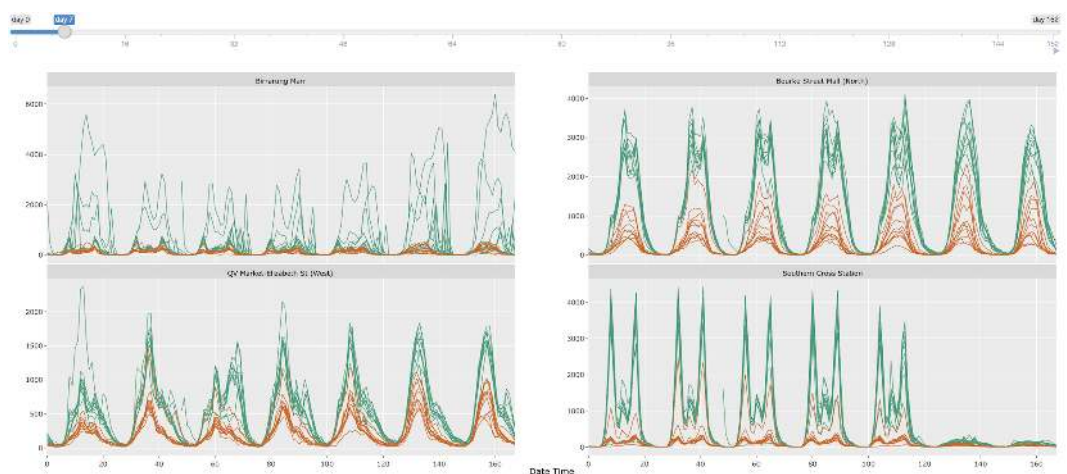 day 0 day 7 day 162
0 16 32 48 64 80 96 112 128 144 162
Birrarung Marr
Bourke Street Mall (North)
6000
4000
2000
0
4000
3000
2000
1000
0
QV Market-Elizabeth St (West)
Southern Cross Station
2000
1500
1000
500
0
4000
3000
2000
1000
0
0 20 40 60 80 100 120 140 160
0 20 40 60 80 100 120 140 160
Date Time